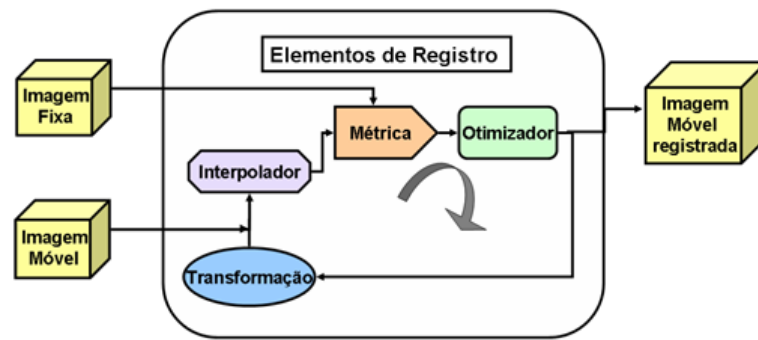 Elementos de Registro
Imagem
Fixa
Imagem
Móvel
registrada
Métrica
Otimizador
Interpolador
Imagem
Móvel
Transformação